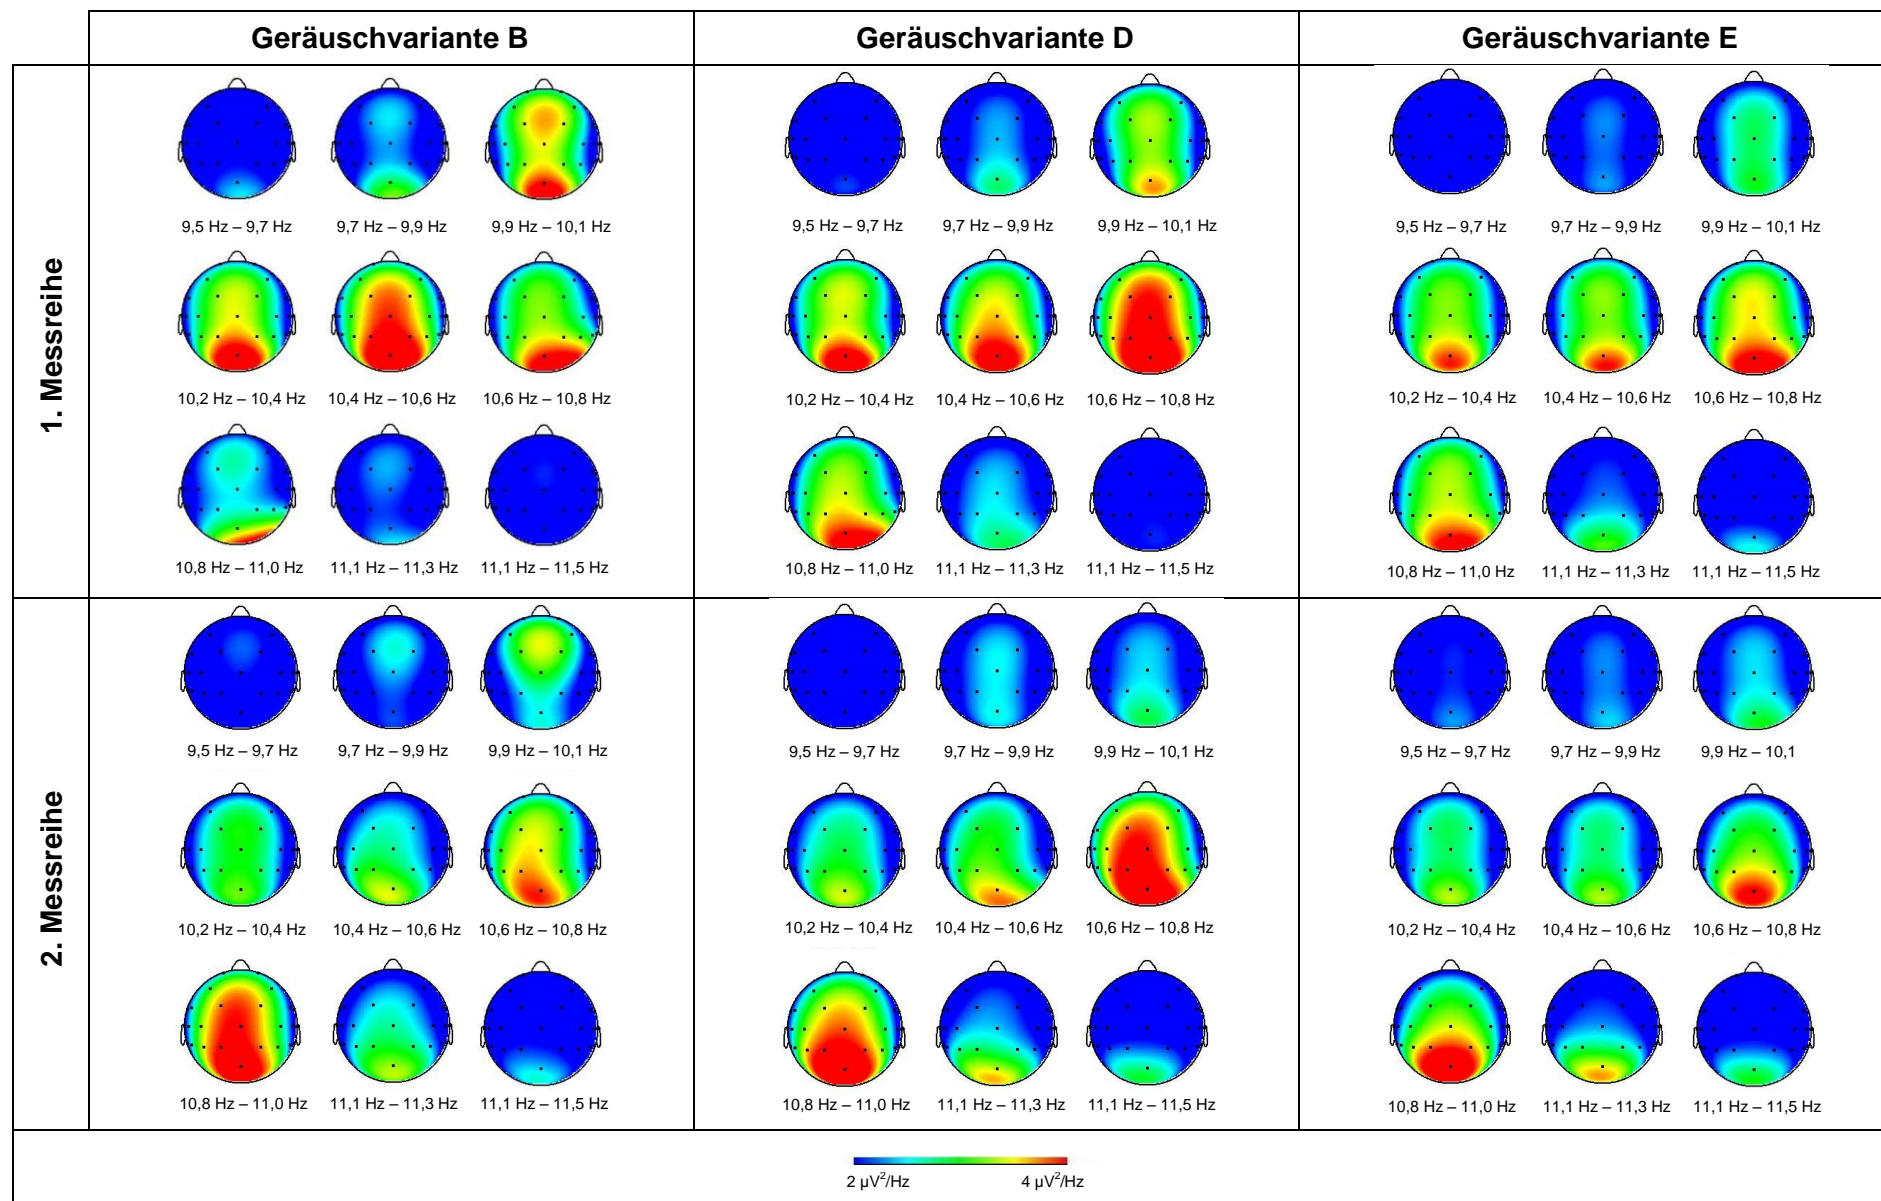 Geräuschvariante B
Geräuschvariante D
Geräuschvariante E
1. Messreihe
9,5 Hz – 9,7 Hz 9,7 Hz – 9,9 Hz 9,9 Hz – 10,1 Hz
10,2 Hz – 10,4 Hz 10,4 Hz – 10,6 Hz 10,6 Hz – 10,8 Hz
10,8 Hz – 11,0 Hz 11,1 Hz – 11,3 Hz 11,1 Hz – 11,5 Hz
9,5 Hz – 9,7 Hz 9,7 Hz – 9,9 Hz 9,9 Hz – 10,1 Hz
10,2 Hz – 10,4 Hz 10,4 Hz – 10,6 Hz 10,6 Hz – 10,8 Hz
10,8 Hz – 11,0 Hz 11,1 Hz – 11,3 Hz 11,1 Hz – 11,5 Hz
9,5 Hz – 9,7 Hz 9,7 Hz – 9,9 Hz 9,9 Hz – 10,1 Hz
10,2 Hz – 10,4 Hz 10,4 Hz – 10,6 Hz 10,6 Hz – 10,8 Hz
10,8 Hz – 11,0 Hz 11,1 Hz – 11,3 Hz 11,1 Hz – 11,5 Hz
2. Messreihe
9,5 Hz – 9,7 Hz 9,7 Hz – 9,9 Hz 9,9 Hz – 10,1 Hz
10,2 Hz – 10,4 Hz 10,4 Hz – 10,6 Hz 10,6 Hz – 10,8 Hz
10,8 Hz – 11,0 Hz 11,1 Hz – 11,3 Hz 11,1 Hz – 11,5 Hz
9,5 Hz – 9,7 Hz 9,7 Hz – 9,9 Hz 9,9 Hz – 10,1 Hz
10,2 Hz – 10,4 Hz 10,4 Hz – 10,6 Hz 10,6 Hz – 10,8 Hz
10,8 Hz – 11,0 Hz 11,1 Hz – 11,3 Hz 11,1 Hz – 11,5 Hz
9,5 Hz – 9,7 Hz 9,7 Hz – 9,9 Hz 9,9 Hz – 10,1
10,2 Hz – 10,4 Hz 10,4 Hz – 10,6 Hz 10,6 Hz – 10,8 Hz
10,8 Hz – 11,0 Hz 11,1 Hz – 11,3 Hz 11,1 Hz – 11,5 Hz
2 µV²/Hz 4 µV²/Hz